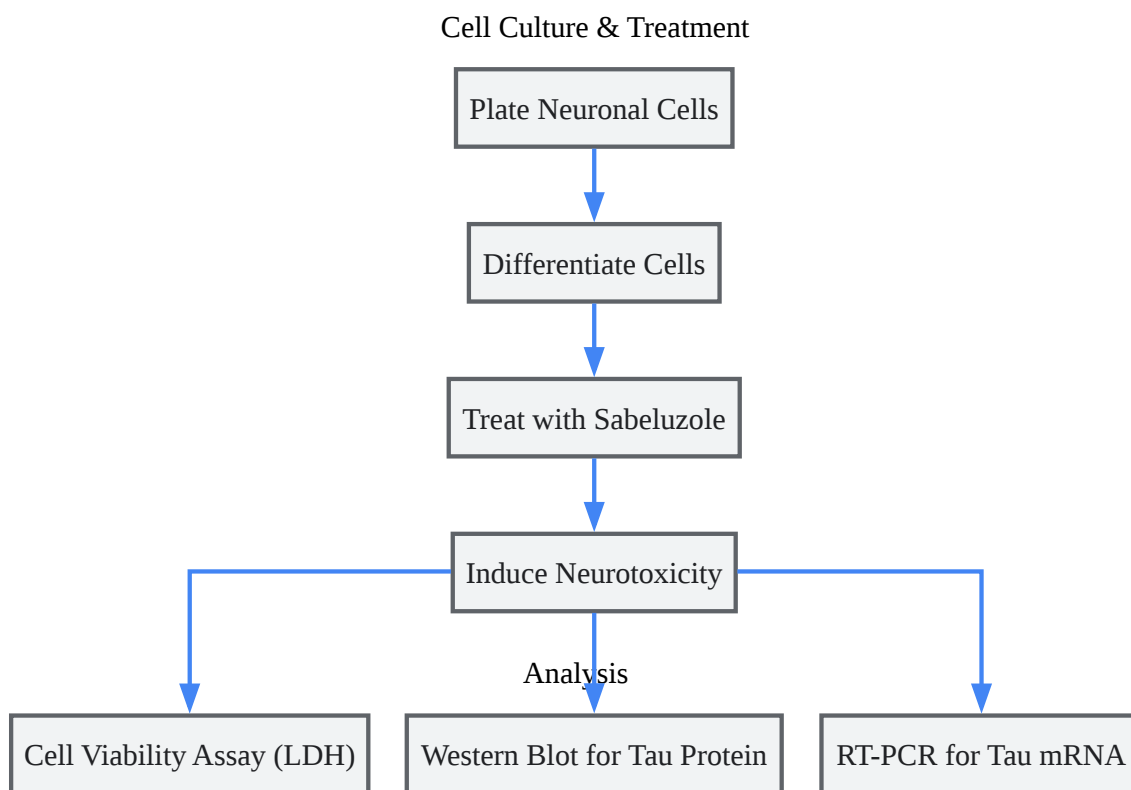 Cell Culture & Treatment
Plate Neuronal Cells
Differentiate Cells
Treat with Sabeluzole
Induce Neurotoxicity
Analysis
Cell Viability Assay (LDH)
Western Blot for Tau Protein
RT-PCR for Tau mRNA